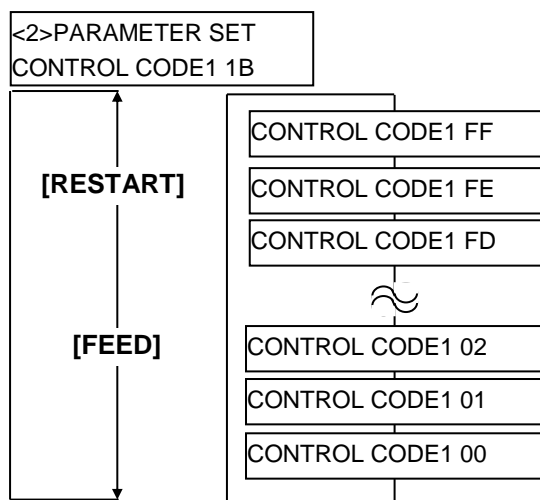 <2>PARAMETER SET
CONTROL CODE1 1B
CONTROL CODE1 FF
[RESTART]
CONTROL CODE1 FE
CONTROL CODE1 FD
[FEED]
CONTROL CODE1 02
CONTROL CODE1 01
CONTROL CODE1 00